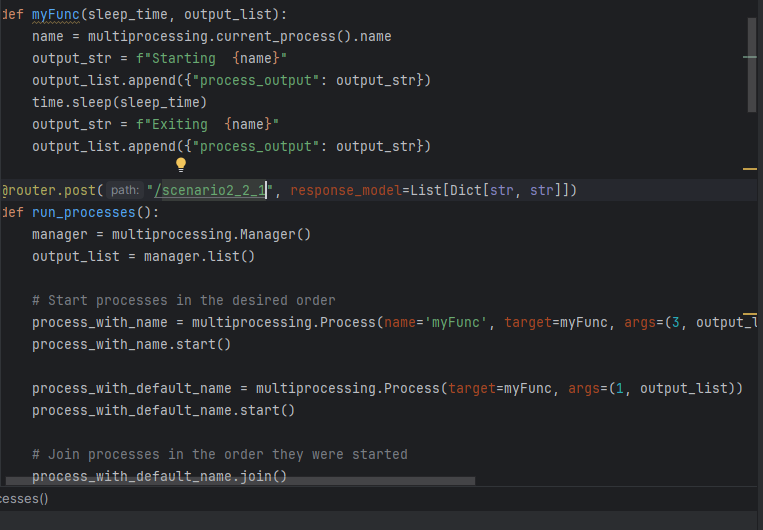 def myFunc(sleep_time, output_list):
    name = multiprocessing.current_process().name
    output_str = f"Starting  {name}"
    output_list.append({"process_output": output_str})
    time.sleep(sleep_time)
    output_str = f"Exiting  {name}"
    output_list.append({"process_output": output_str})
@router.post( path: "/scenario2_2_1", response_model=List[Dict[str, str]])
def run_processes():
    manager = multiprocessing.Manager()
    output_list = manager.list()
    # Start processes in the desired order
    process_with_name = multiprocessing.Process(name='myFunc', target=myFunc, args=(3, output_l
    process_with_name.start()
    process_with_default_name = multiprocessing.Process(target=myFunc, args=(1, output_list))
    process_with_default_name.start()
    # Join processes in the order they were started
    process_with_default_name.join()
cesses()